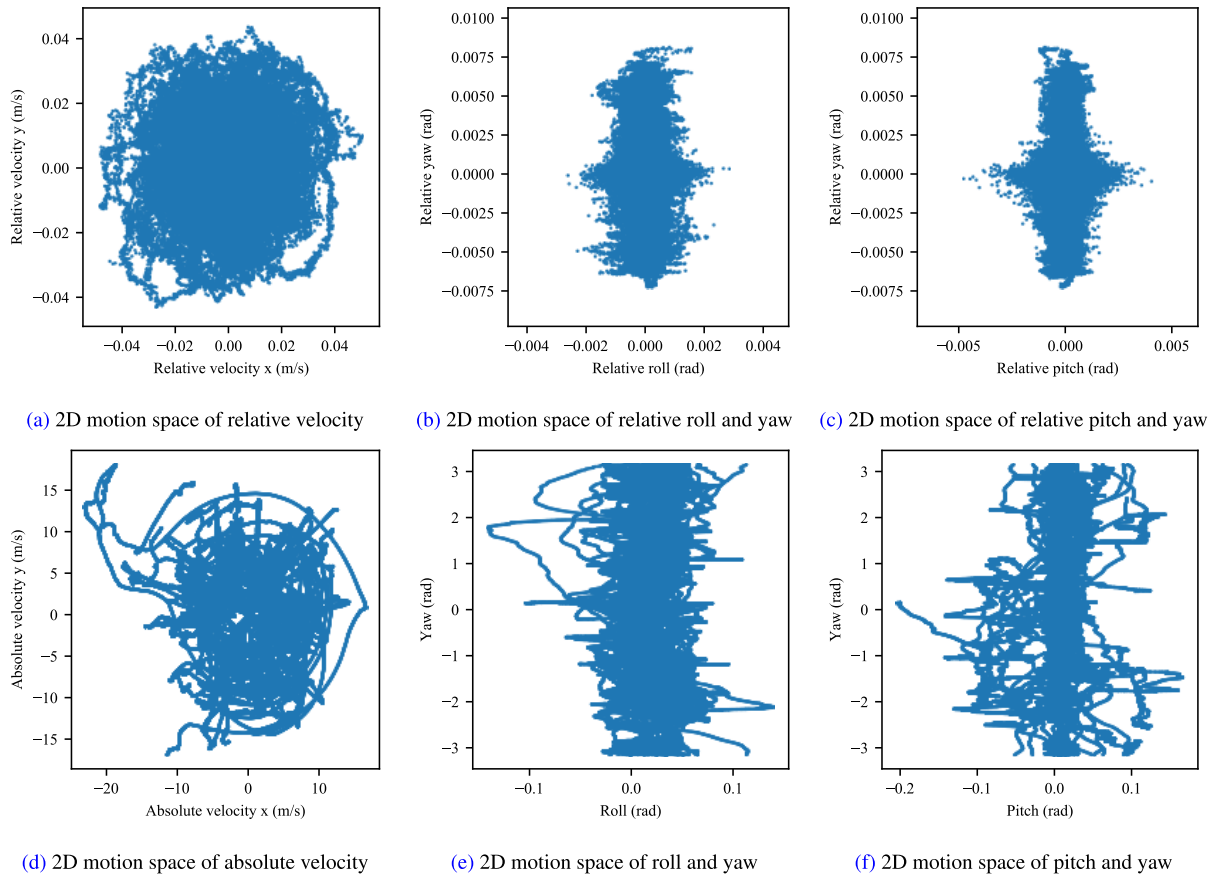 0.04
0.02
0.00
−0.02
−0.04
Relative velocity y (m/s)
−0.04 −0.02 0.00 0.02 0.04
Relative velocity x (m/s)
(a) 2D motion space of relative velocity
0.0100
0.0075
0.0050
0.0025
0.0000
−0.0025
−0.0050
−0.0075
Relative yaw (rad)
−0.004 −0.002 0.000 0.002 0.004
Relative roll (rad)
(b) 2D motion space of relative roll and yaw
0.0100
0.0075
0.0050
0.0025
0.0000
−0.0025
−0.0050
−0.0075
Relative yaw (rad)
−0.005 0.000 0.005
Relative pitch (rad)
(c) 2D motion space of relative pitch and yaw
15
10
5
0
−5
−10
−15
Absolute velocity y (m/s)
−20 −10 0 10
Absolute velocity x (m/s)
(d) 2D motion space of absolute velocity
3
2
1
0
−1
−2
−3
Yaw (rad)
−0.1 0.0 0.1
Roll (rad)
(e) 2D motion space of roll and yaw
3
2
1
0
−1
−2
−3
Yaw (rad)
−0.2 −0.1 0.0 0.1
Pitch (rad)
(f) 2D motion space of pitch and yaw